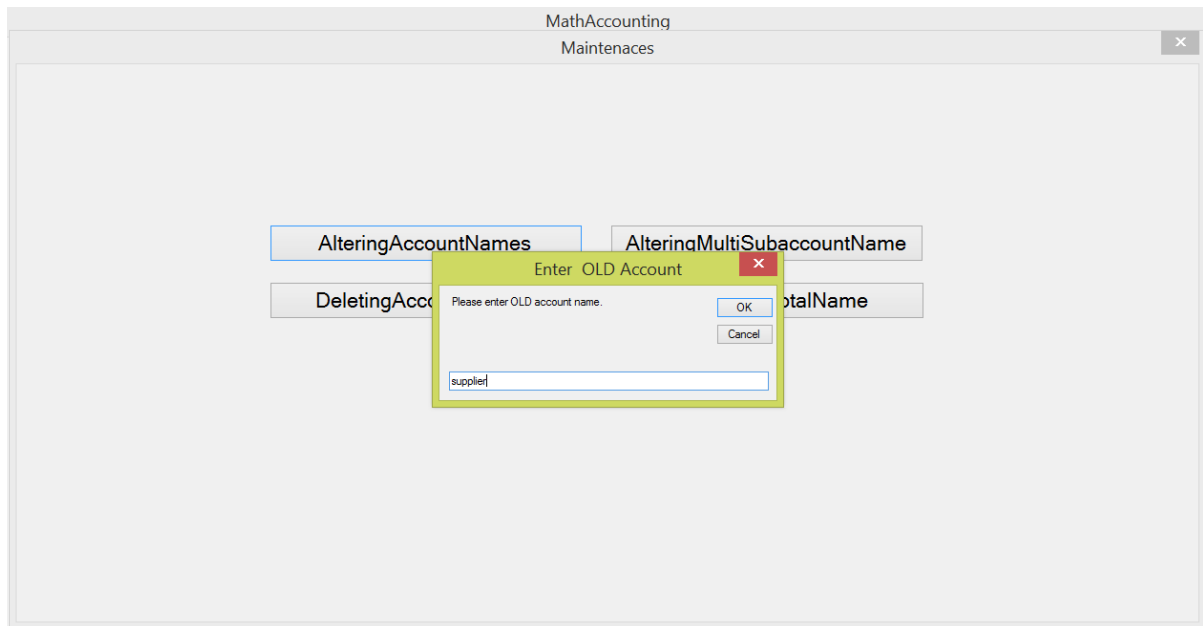 MathAccounting
Maintenaces
AlteringAccountNames
AlteringMultiSubaccountName
Enter OLD Account
DeletingAcco
otalName
Please enter OLD account name.
OK
Cancel
supplier